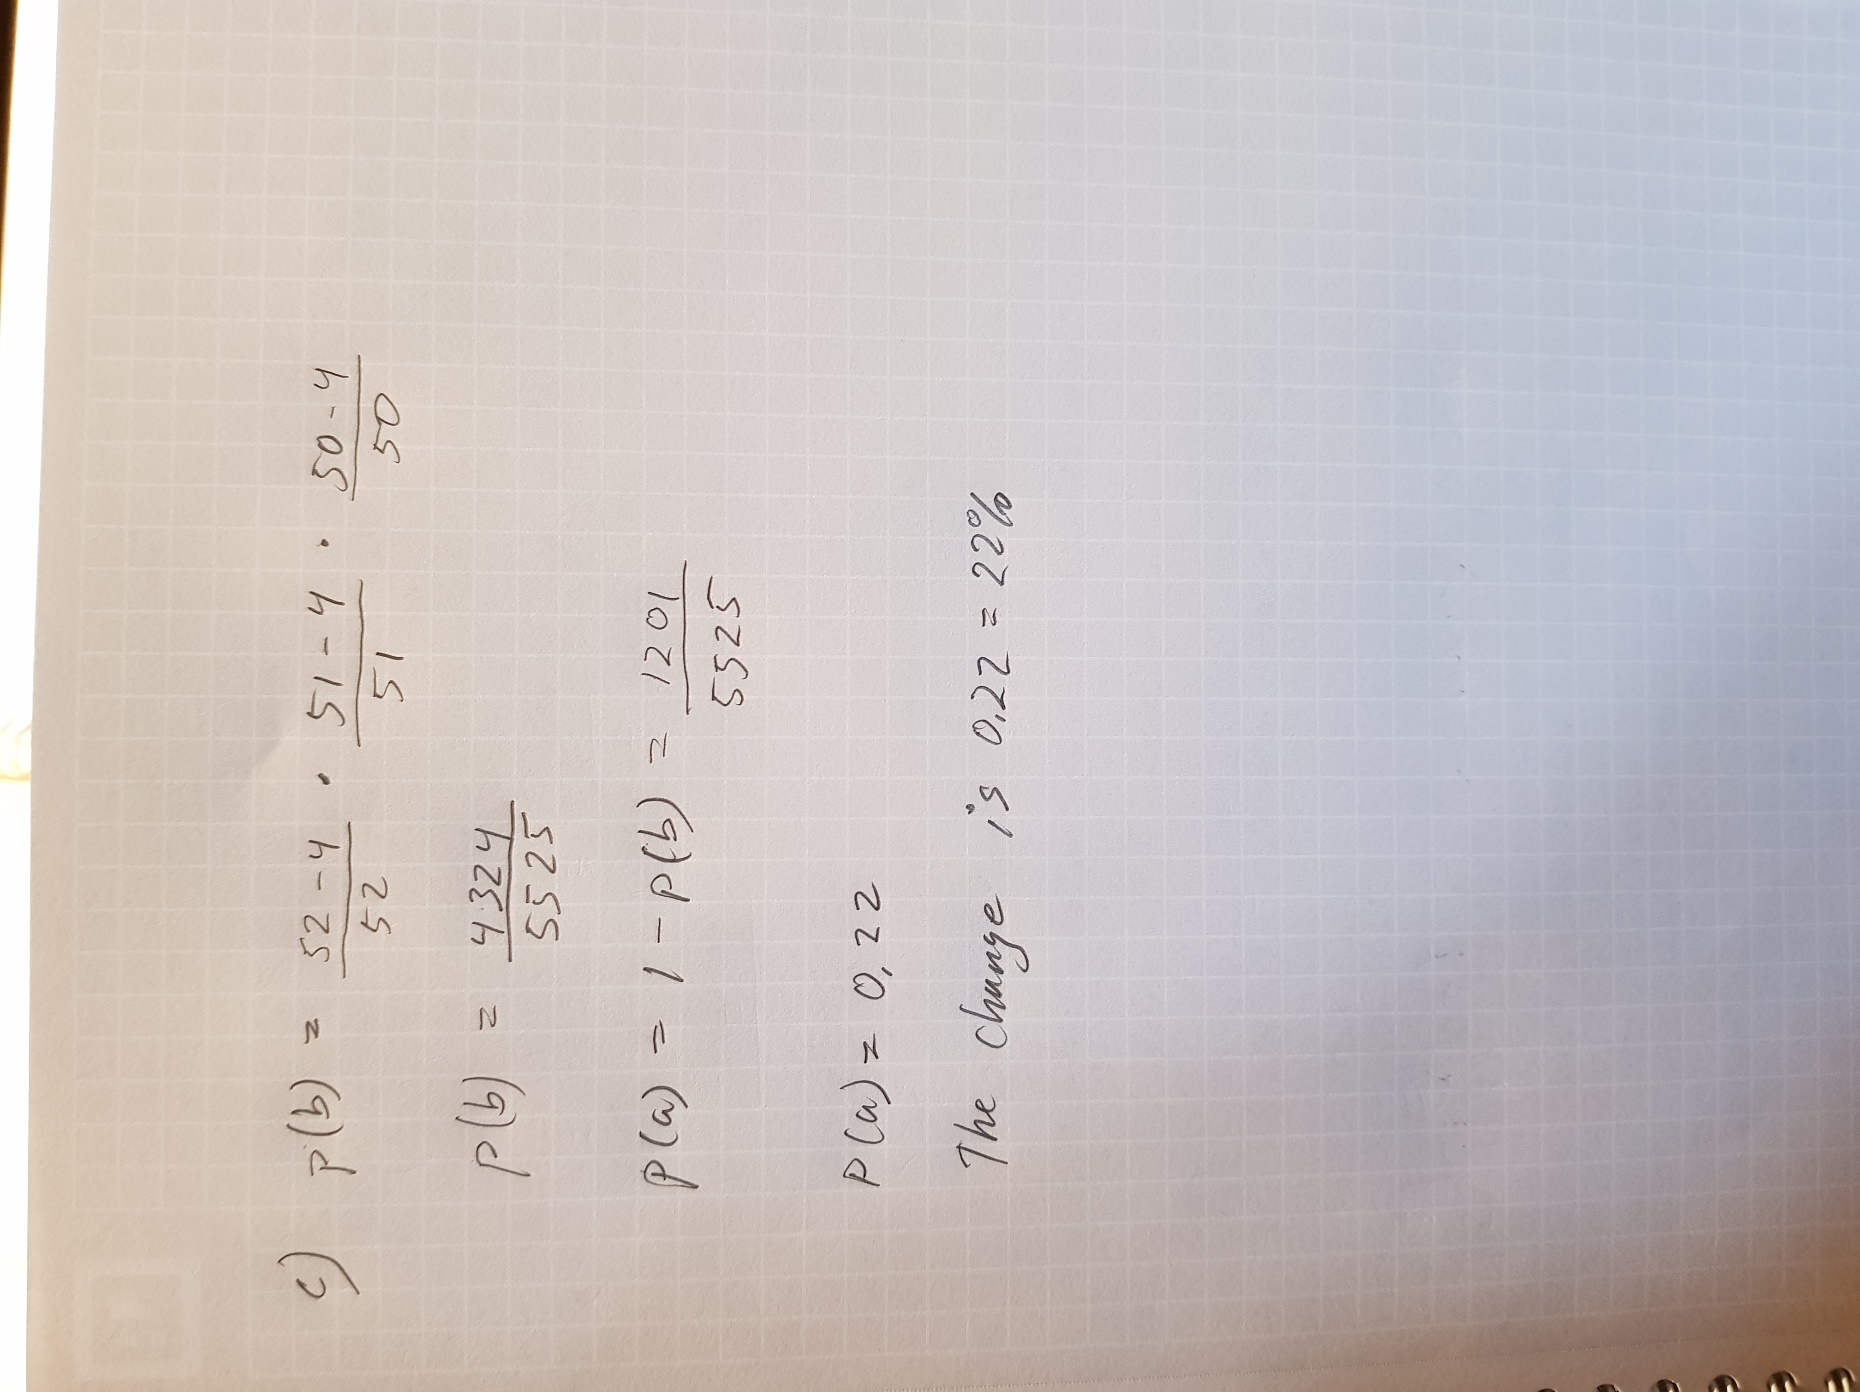 c) P(b) = 52-4/52 · 51-4/51 · 50-4/50
P(b) = 4324/5525
P(a) = 1 - P(b) = 1201/5525
P(a) = 0,22
The change is 0,22 = 22%